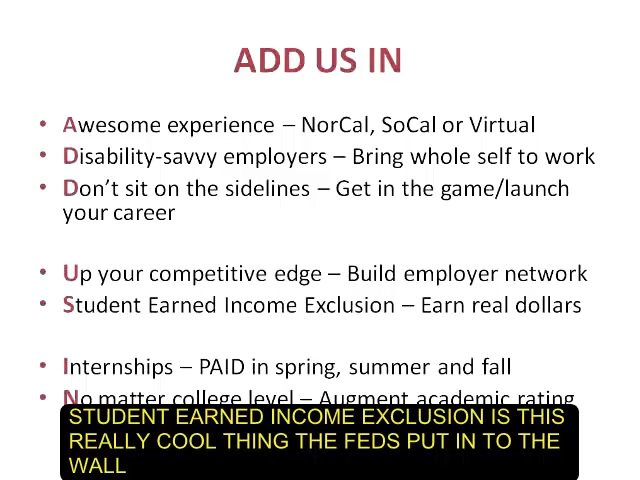 ADD US IN
• Awesome experience – NorCal, SoCal or Virtual
• Disability-savvy employers – Bring whole self to work
• Don't sit on the sidelines – Get in the game/launch
your career
• Up your competitive edge – Build employer network
• Student Earned Income Exclusion – Earn real dollars
• Internships – PAID in spring, summer and fall
• No matter college level – Augment academic rating
STUDENT EARNED INCOME EXCLUSION IS THIS
REALLY COOL THING THE FEDS PUT IN TO THE
WALL